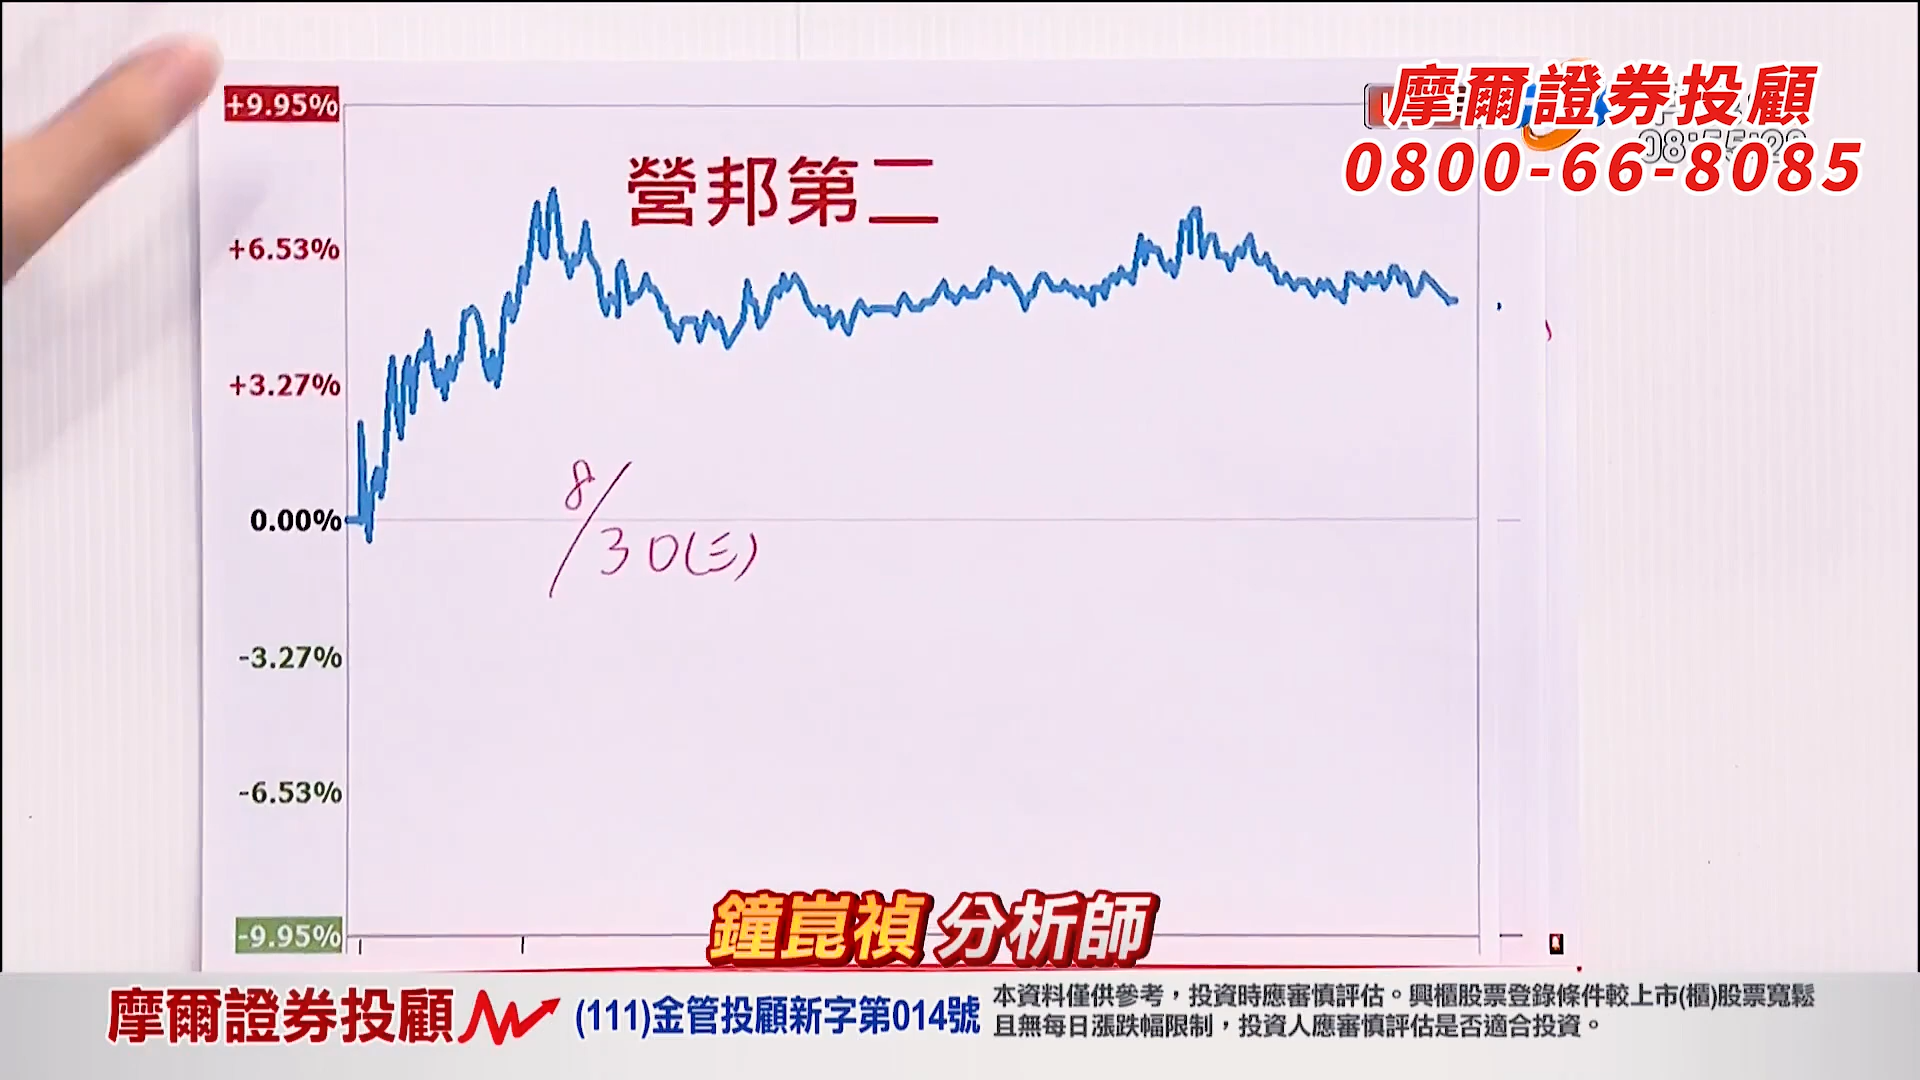 摩爾證券投顧
0800-66-8085
+9.95%
營邦第二
+6.53%
+3.27%
0.00%
8/30(三)
-3.27%
-6.53%
-9.95%
鐘崑禎 分析師
摩爾證券投顧 (111)金管投顧新字第014號
本資料僅供參考，投資時應審慎評估。興櫃股票登錄條件較上市(櫃)股票寬鬆
且無每日漲跌幅限制，投資人應審慎評估是否適合投資。